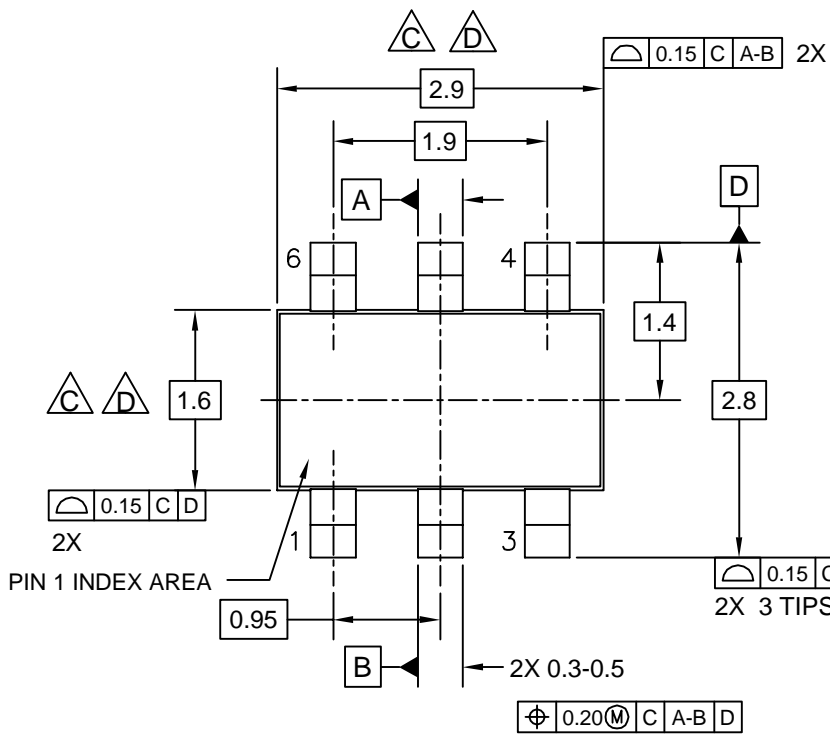 C D
⌓ 0.15 C A-B 2X
2.9
1.9
A
D
6
4
1.4
C D
1.6
2.8
⌓ 0.15 C D
2X
1
3
PIN 1 INDEX AREA
⌓ 0.15 C
2X 3 TIPS
0.95
B
2X 0.3-0.5
⌖ 0.20Ⓜ C A-B D